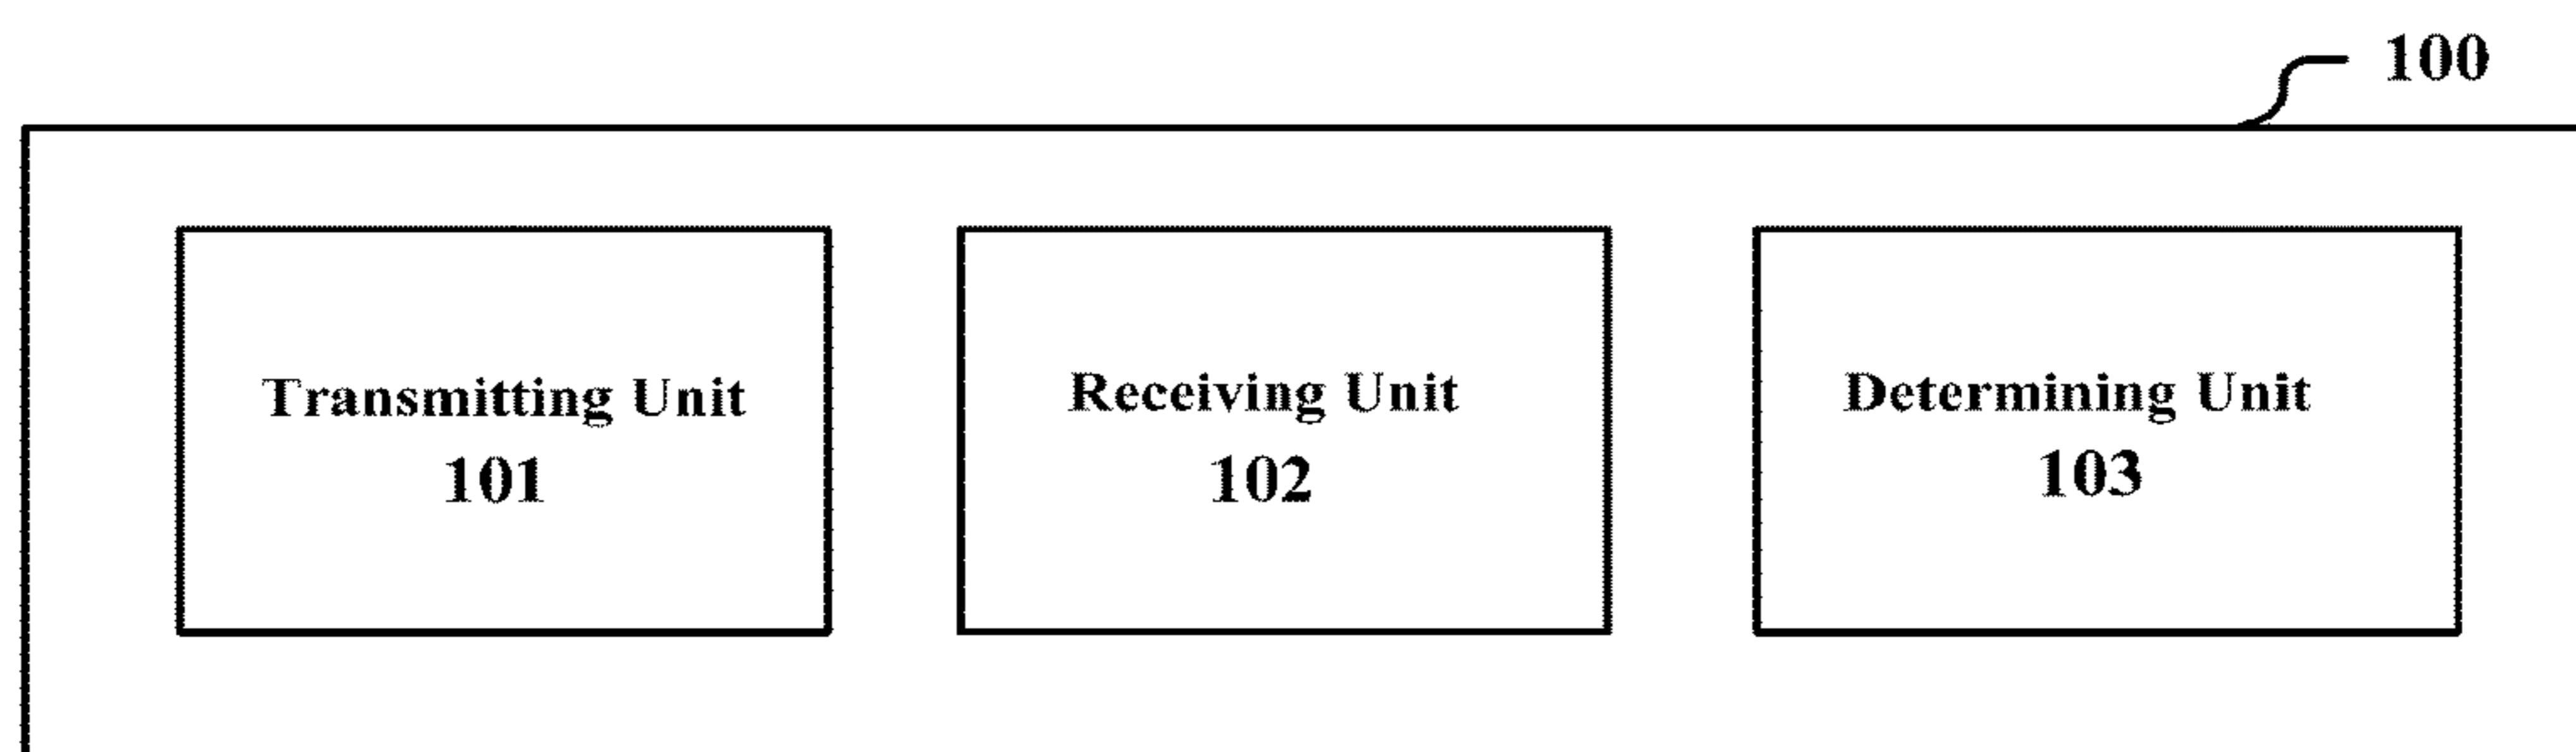 100
Transmitting Unit
101
Receiving Unit
102
Determining Unit
103